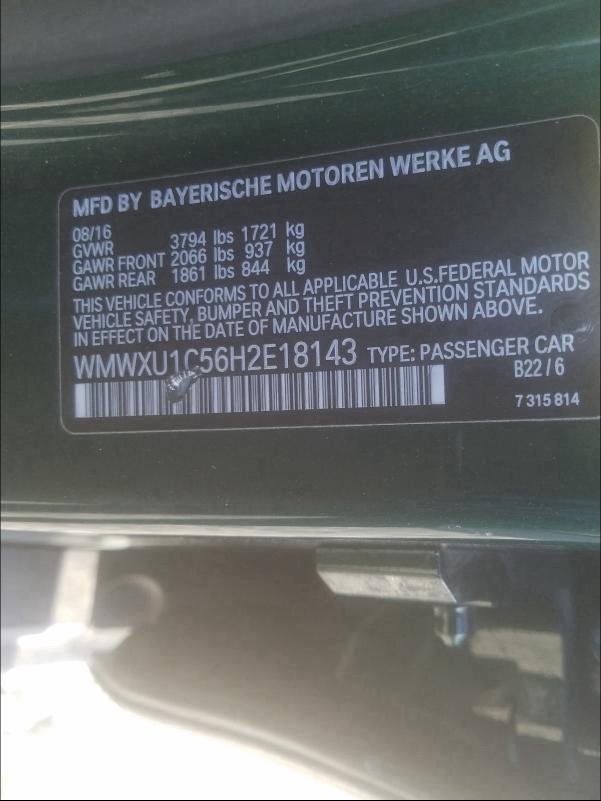 MFD BY BAYERISCHE MOTOREN WERKE AG
08/16
GVWR 3794 lbs 1721 kg
GAWR FRONT 2066 lbs 937 kg
GAWR REAR 1861 lbs 844 kg
THIS VEHICLE CONFORMS TO ALL APPLICABLE U.S.FEDERAL MOTOR
VEHICLE SAFETY, BUMPER AND THEFT PREVENTION STANDARDS
IN EFFECT ON THE DATE OF MANUFACTURE SHOWN ABOVE.
WMWXU1C56H2E18143 TYPE: PASSENGER CAR
B22 / 6
7 315 814